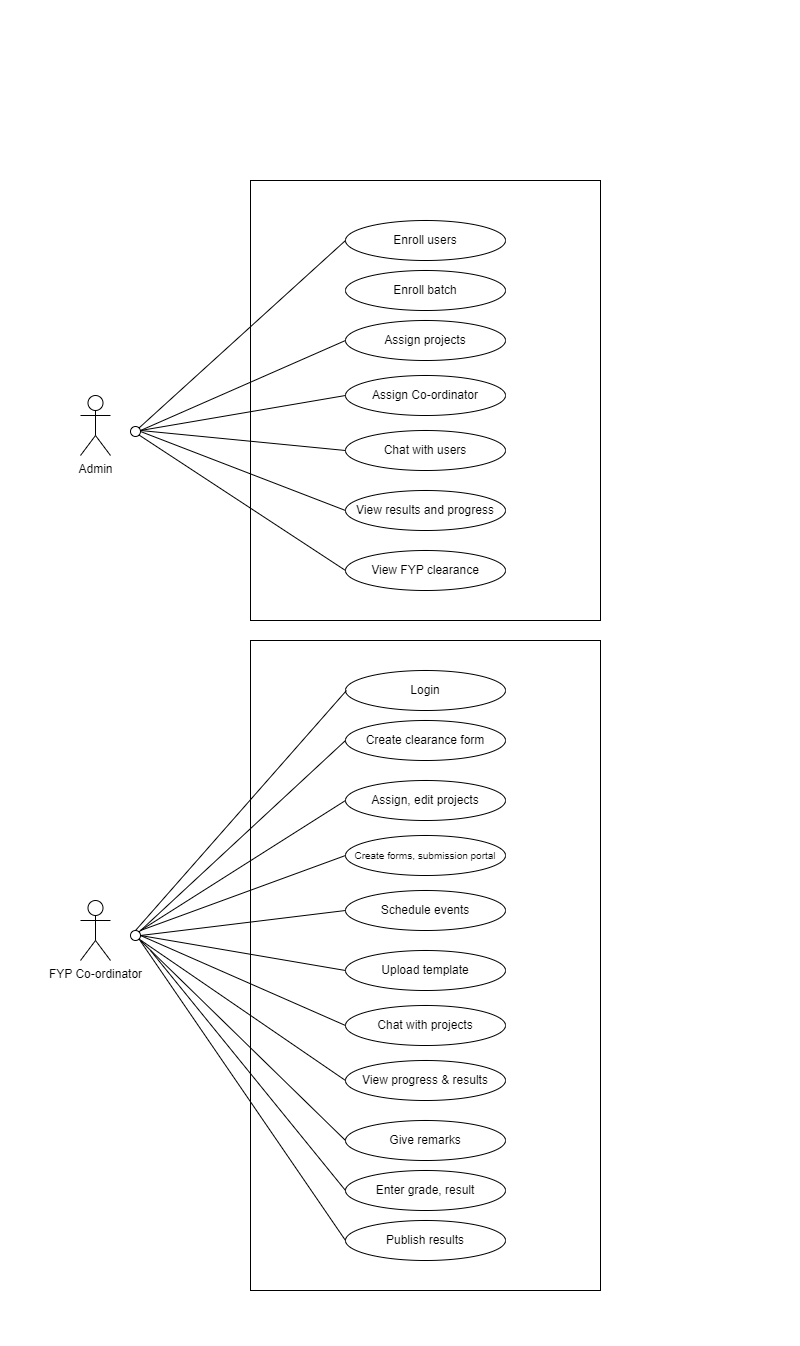 Enroll users
Enroll batch
Assign projects
Assign Co-ordinator
Chat with users
Admin
View results and progress
View FYP clearance
Login
Create clearance form
Assign, edit projects
Create forms, submission portal
Schedule events
FYP Co-ordinator
Upload template
Chat with projects
View progress & results
Give remarks
Enter grade, result
Publish results